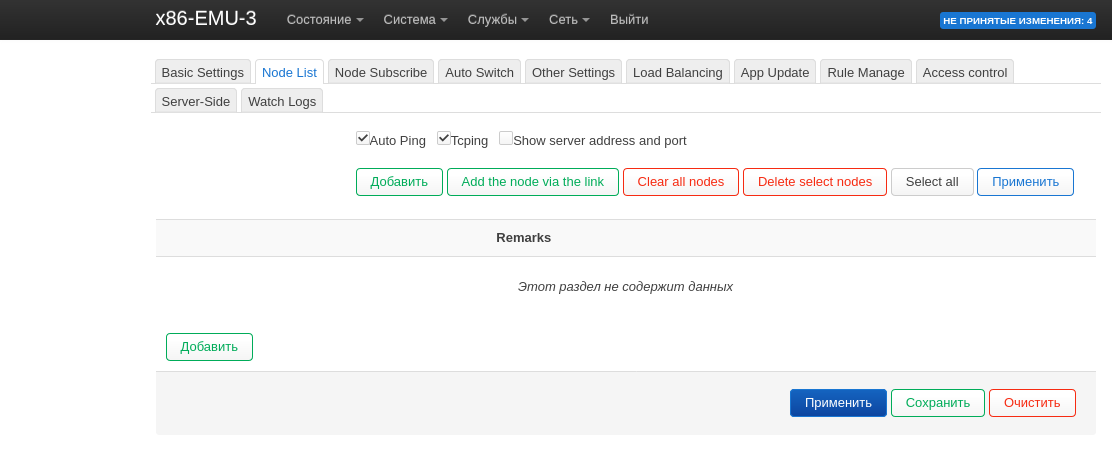 x86-EMU-3 Состояние Система Службы Сеть Выйти НЕ ПРИНЯТЫЕ ИЗМЕНЕНИЯ: 4
Basic Settings Node List Node Subscribe Auto Switch Other Settings Load Balancing App Update Rule Manage Access control
Server-Side Watch Logs
Auto Ping Tcping Show server address and port
Добавить Add the node via the link Clear all nodes Delete select nodes Select all Применить
Remarks
Этот раздел не содержит данных
Добавить
Применить Сохранить Очистить